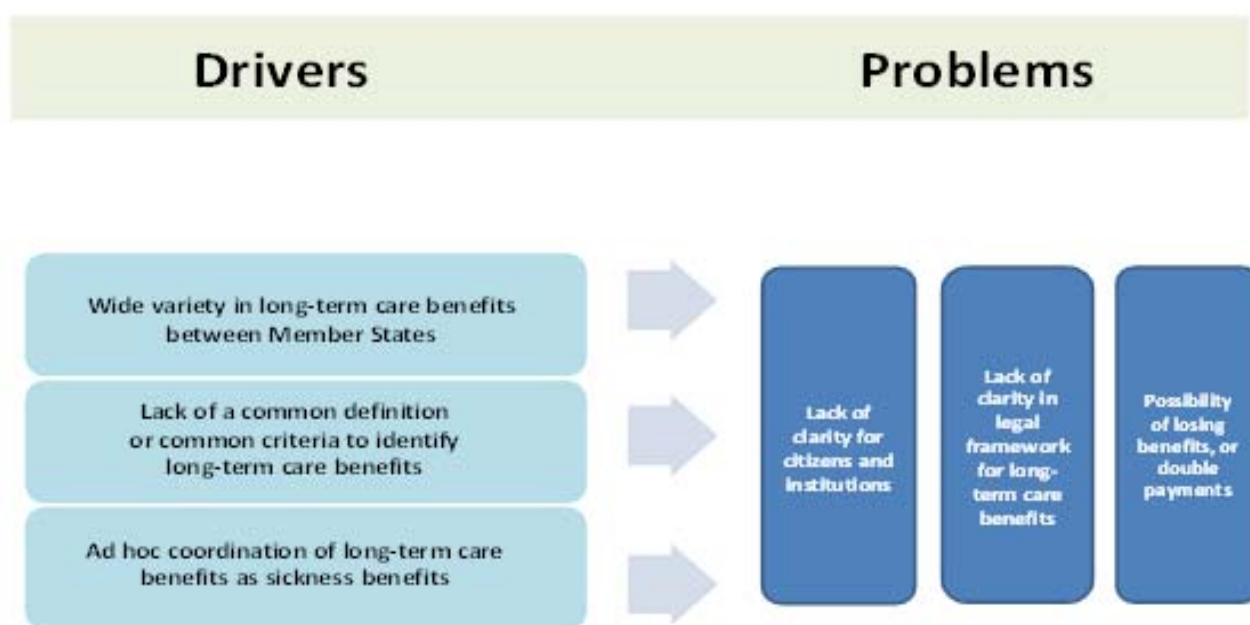 Drivers
Problems
Wide variety in long-term care benefits
between Member States
Lack of a common definition
or common criteria to identify
long-term care benefits
Ad hoc coordination of long-term care
benefits as sickness benefits
Lack of
clarity for
citizens and
institutions
Lack of
clarity in
legal
framework
for long-
term care
benefits
Possibility
of losing
benefits, or
double
payments